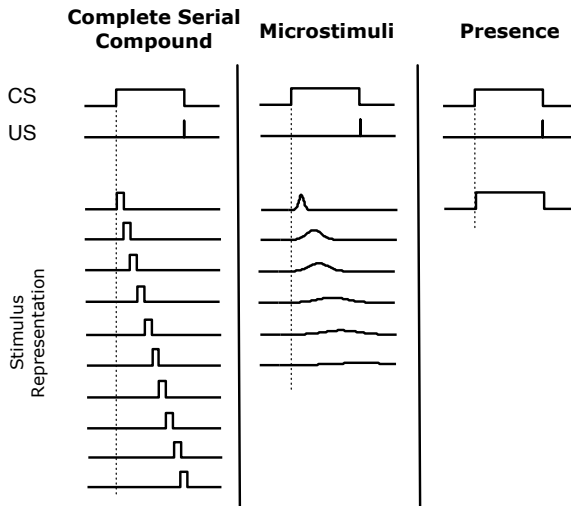 Complete Serial
Compound
Microstimuli
Presence
CS
US
Stimulus
Representation